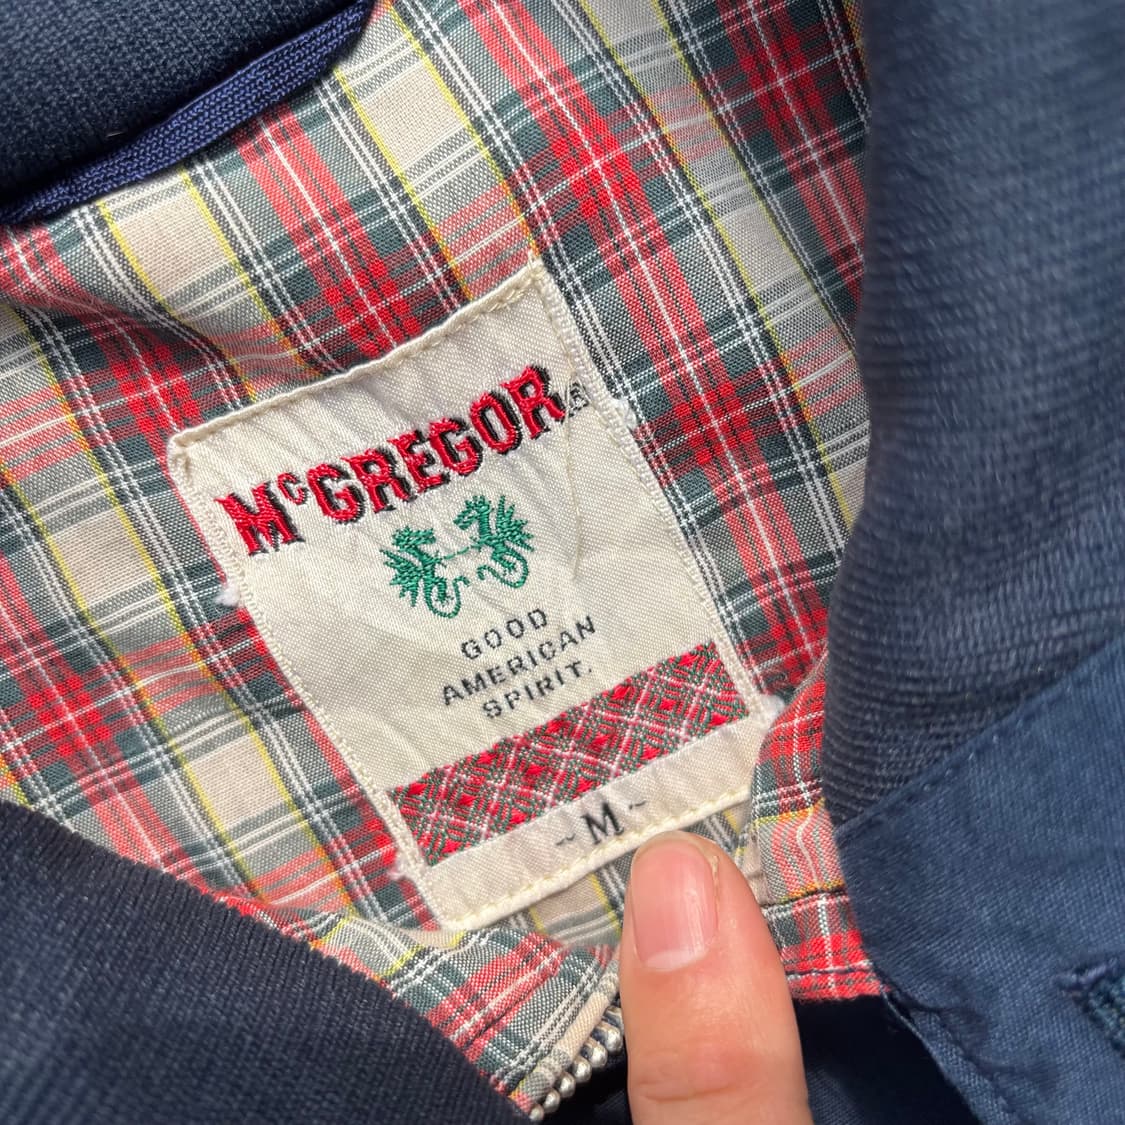 McGREGOR®
GOOD
AMERICAN
SPIRIT.
~ M ~